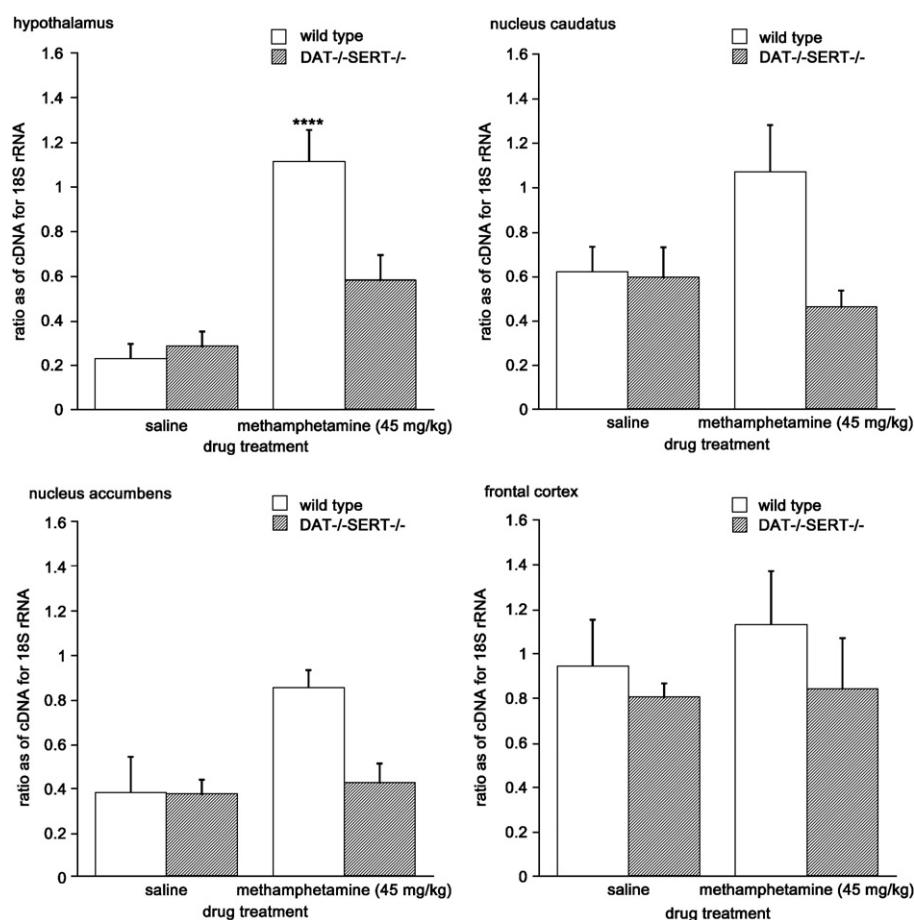 hypothalamus
wild type
DAT-/-SERT-/-
1.6
1.4
1.2
1
0.8
0.6
0.4
0.2
0
ratio as of cDNA for 18S rRNA
****
saline
methamphetamine (45 mg/kg)
drug treatment
nucleus caudatus
wild type
DAT-/-SERT-/-
1.6
1.4
1.2
1
0.8
0.6
0.4
0.2
0
ratio as of cDNA for 18S rRNA
saline
methamphetamine (45 mg/kg)
drug treatment
nucleus accumbens
wild type
DAT-/-SERT-/-
1.6
1.4
1.2
1
0.8
0.6
0.4
0.2
0
ratio as of cDNA for 18S rRNA
saline
methamphetamine (45 mg/kg)
drug treatment
frontal cortex
wild type
DAT-/-SERT-/-
1.6
1.4
1.2
1
0.8
0.6
0.4
0.2
0
ratio as of cDNA for 18S rRNA
saline
methamphetamine (45 mg/kg)
drug treatment